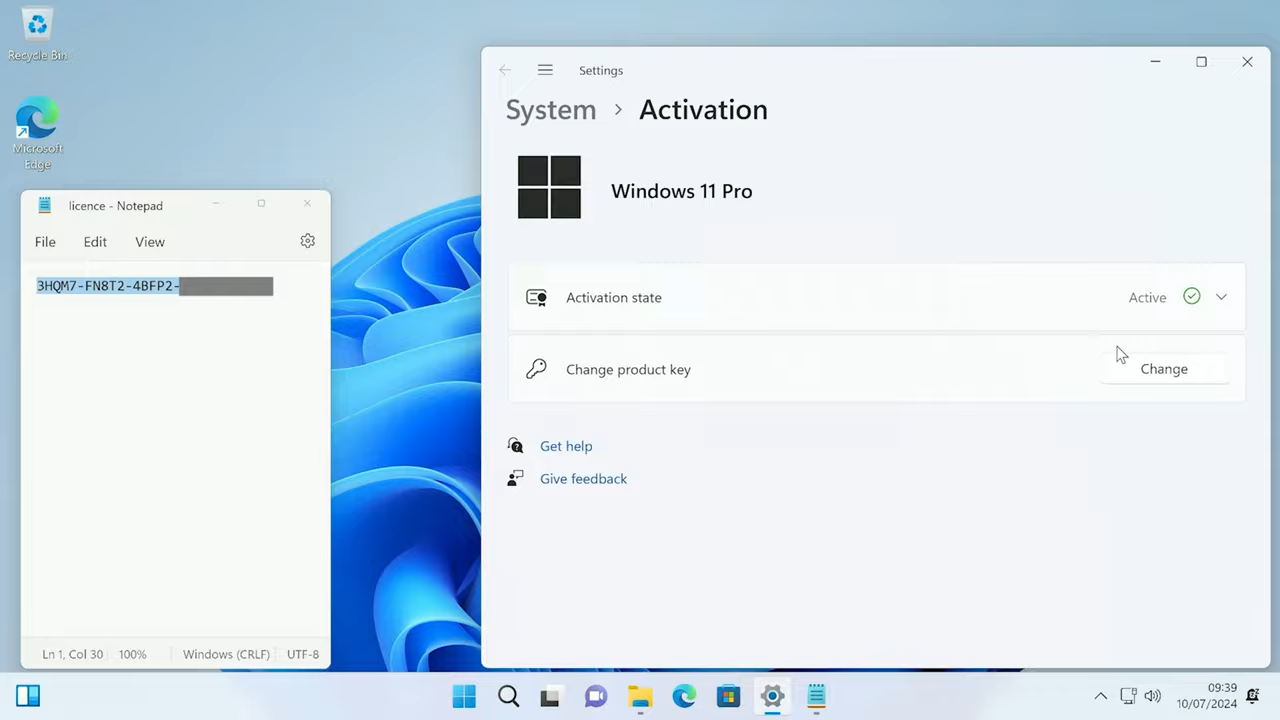 Recycle Bin
Microsoft
Edge
licence - Notepad
File Edit View
3HQM7-FN8T2-4BFP2-
Ln 1, Col 30 100% Windows (CRLF) UTF-8
Settings
System > Activation
Windows 11 Pro
Activation state Active
Change product key Change
Get help
Give feedback
09:39
10/07/2024